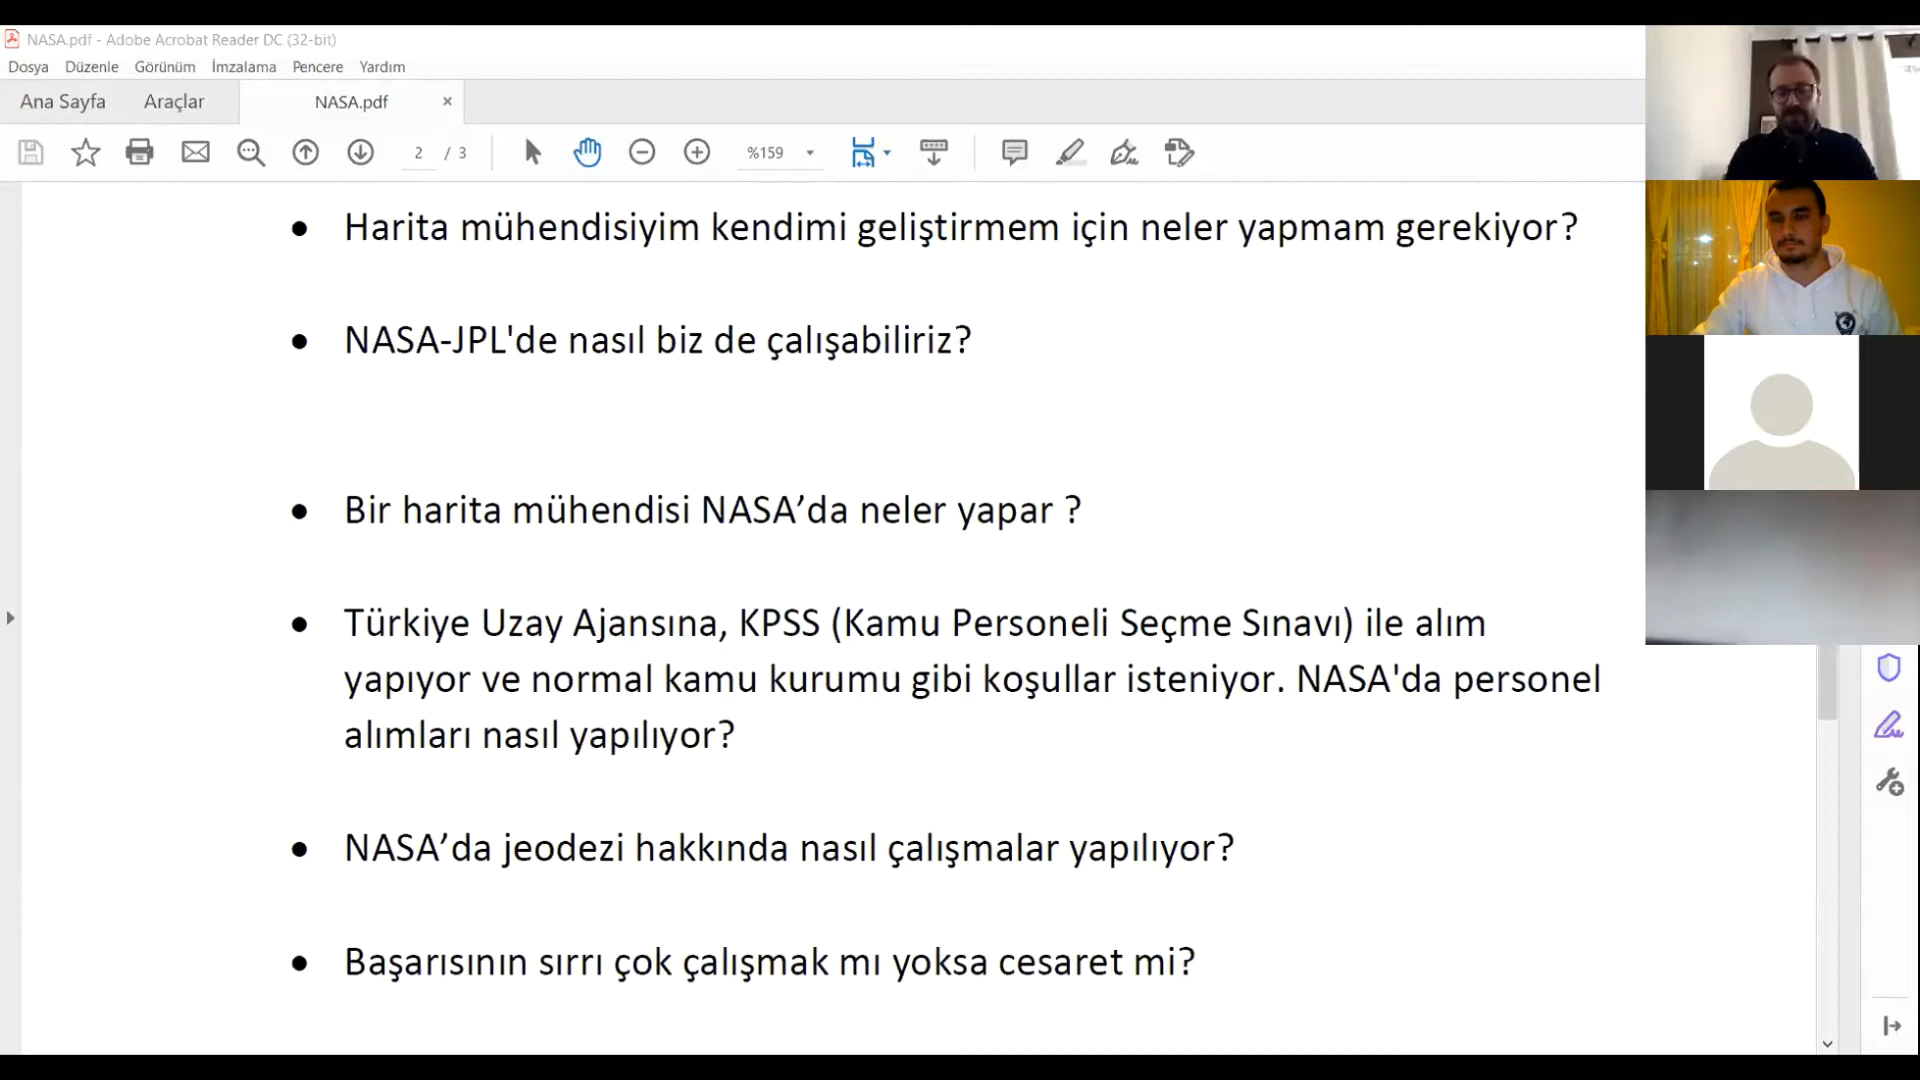 NASA.pdf - Adobe Acrobat Reader DC (32-bit)
Dosya Düzenle Görünüm İmzalama Pencere Yardım
Ana Sayfa Araçlar NASA.pdf ×
2 / 3 %159
• Harita mühendisiyim kendimi geliştirmem için neler yapmam gerekiyor?
• NASA-JPL'de nasıl biz de çalışabiliriz?
• Bir harita mühendisi NASA’da neler yapar ?
• Türkiye Uzay Ajansına, KPSS (Kamu Personeli Seçme Sınavı) ile alım
yapıyor ve normal kamu kurumu gibi koşullar isteniyor. NASA'da personel
alımları nasıl yapılıyor?
• NASA’da jeodezi hakkında nasıl çalışmalar yapılıyor?
• Başarısının sırrı çok çalışmak mı yoksa cesaret mi?